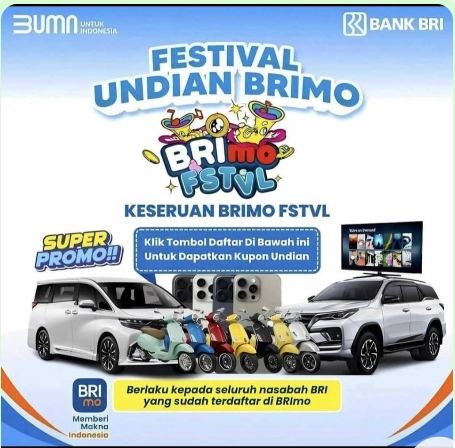 BUMN UNTUK INDONESIA
BANK BRI
FESTIVAL
UNDIAN BRIMO
BRImo
FSTVL
KESERUAN BRIMO FSTVL
SUPER
PROMO!!
Klik Tombol Daftar Di Bawah ini
Untuk Dapatkan Kupon Undian
BRI
mo
Memberi
Makna
Indonesia
Berlaku kepada seluruh nasabah BRI
yang sudah terdaftar di BRImo